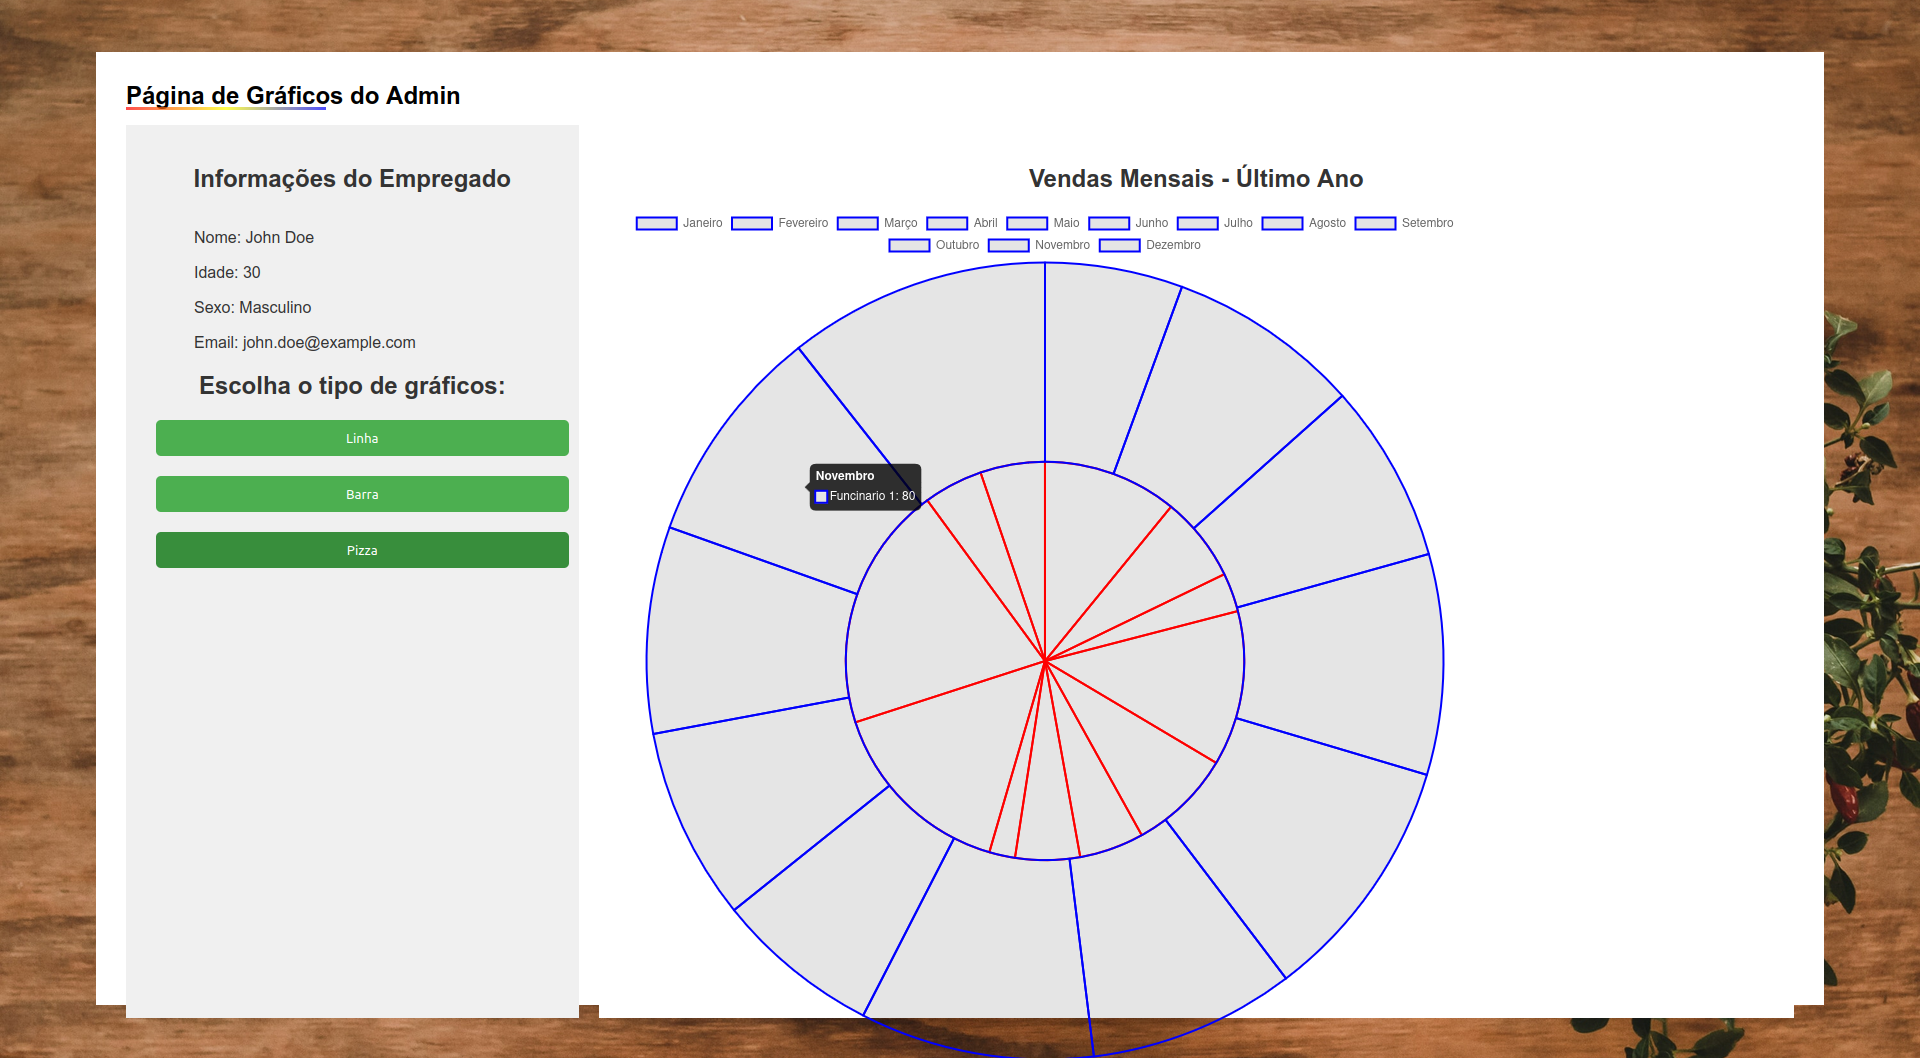 Página de Gráficos do Admin
Informações do Empregado
Nome: John Doe
Idade: 30
Sexo: Masculino
Email: john.doe@example.com
Escolha o tipo de gráficos:
Linha
Barra
Pizza
Vendas Mensais - Último Ano
Janeiro Fevereiro Março Abril Maio Junho Julho Agosto Setembro
Outubro Novembro Dezembro
Novembro
Funcinario 1: 80